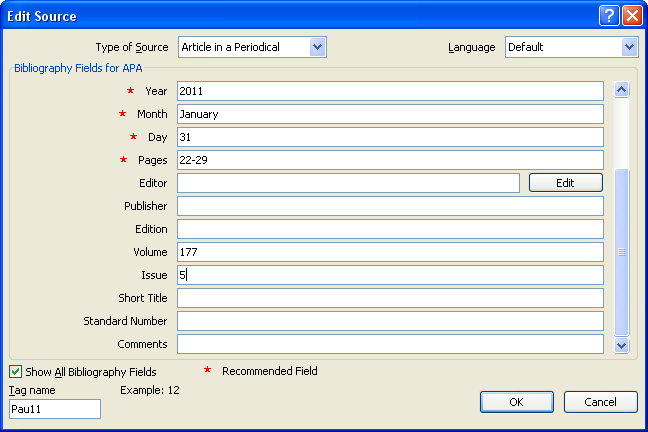 Edit Source
Type of Source Article in a Periodical Language Default
Bibliography Fields for APA
* Year 2011
* Month January
* Day 31
* Pages 22-29
Editor Edit
Publisher
Edition
Volume 177
Issue 5
Short Title
Standard Number
Comments
Show All Bibliography Fields * Recommended Field
Tag name Example: 12
Pau11 OK Cancel